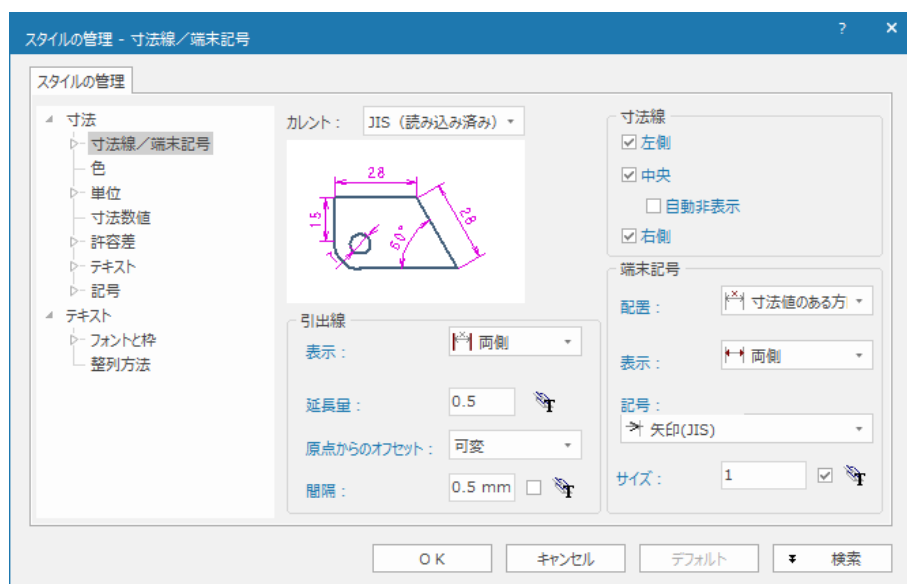 スタイルの管理 - 寸法線／端末記号
?
×
スタイルの管理
寸法
寸法線／端末記号
色
単位
寸法数値
許容差
テキスト
記号
テキスト
フォントと枠
整列方法
カレント：
JIS（読み込み済み）
28
15
60°
28
引出線
表示：
両側
延長量：
0.5
原点からのオフセット：
可変
間隔：
0.5 mm
寸法線
左側
中央
自動非表示
右側
端末記号
配置：
寸法値のある方
表示：
両側
記号：
矢印(JIS)
サイズ：
1
ＯＫ
キャンセル
デフォルト
検索